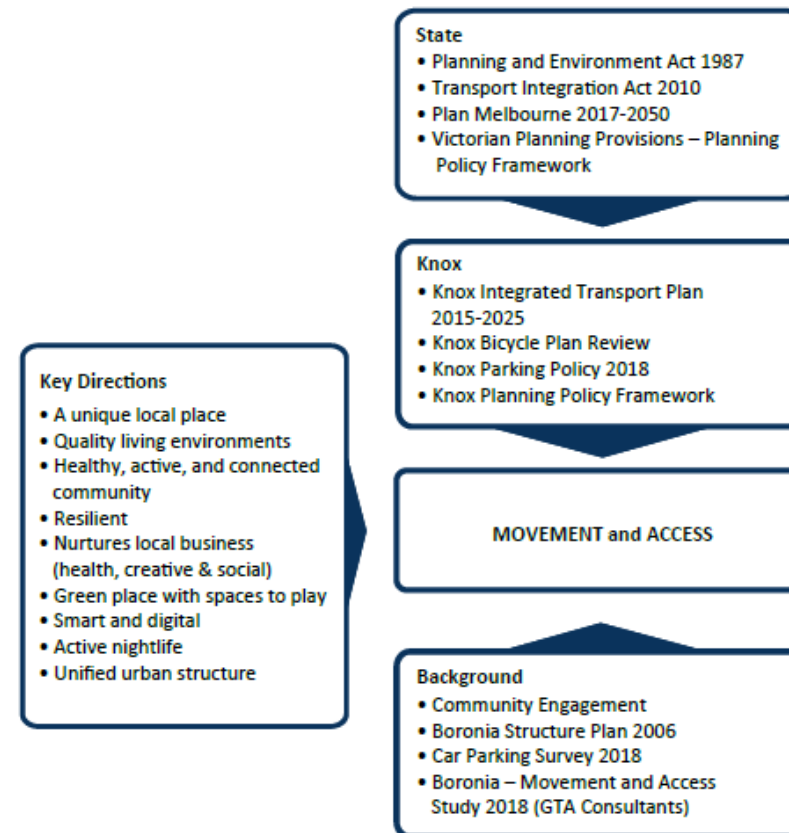 State
• Planning and Environment Act 1987
• Transport Integration Act 2010
• Plan Melbourne 2017-2050
• Victorian Planning Provisions – Planning
Policy Framework
Knox
• Knox Integrated Transport Plan
2015-2025
• Knox Bicycle Plan Review
• Knox Parking Policy 2018
• Knox Planning Policy Framework
Key Directions
• A unique local place
• Quality living environments
• Healthy, active, and connected
community
• Resilient
• Nurtures local business
(health, creative & social)
• Green place with spaces to play
• Smart and digital
• Active nightlife
• Unified urban structure
MOVEMENT and ACCESS
Background
• Community Engagement
• Boronia Structure Plan 2006
• Car Parking Survey 2018
• Boronia – Movement and Access
Study 2018 (GTA Consultants)